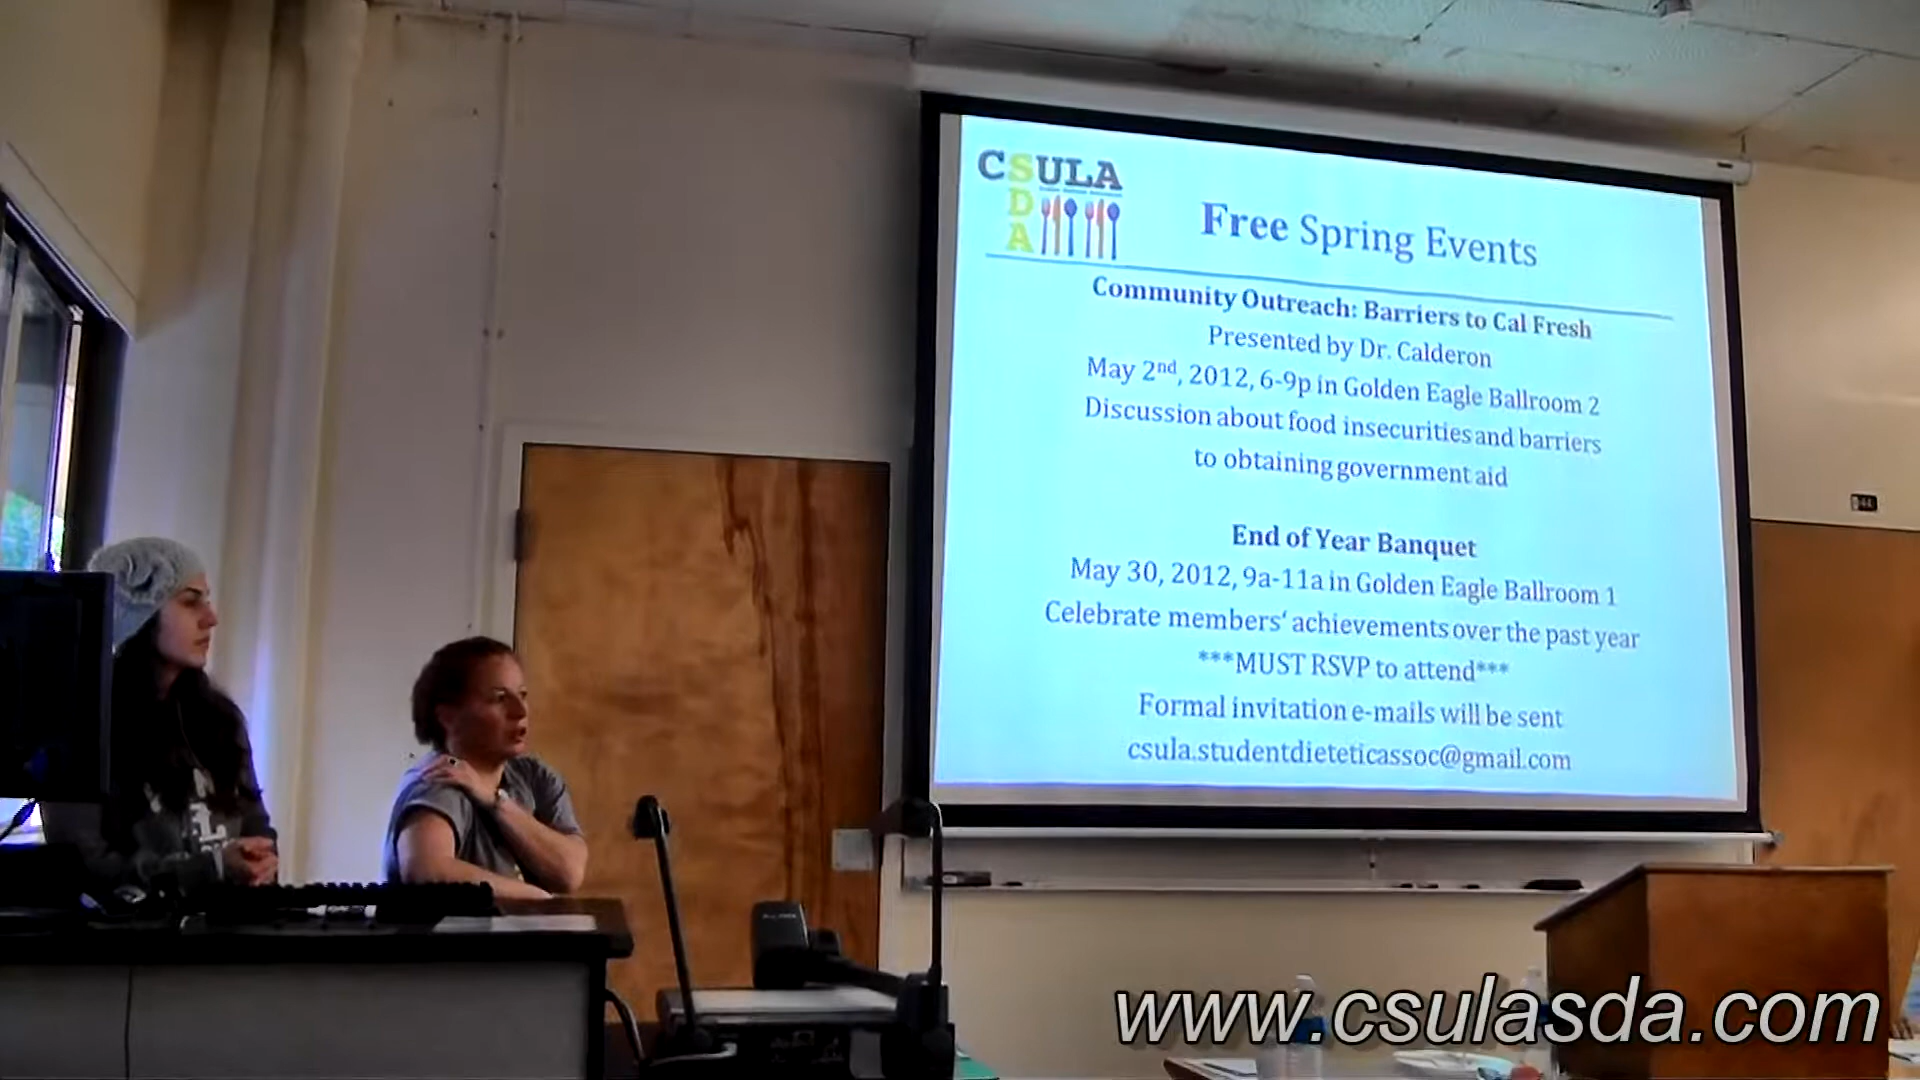 CSULA
D
A
Free Spring Events
Community Outreach: Barriers to Cal Fresh
Presented by Dr. Calderon
May 2nd, 2012, 6-9p in Golden Eagle Ballroom 2
Discussion about food insecurities and barriers
to obtaining government aid
End of Year Banquet
May 30, 2012, 9a-11a in Golden Eagle Ballroom 1
Celebrate members‘ achievements over the past year
***MUST RSVP to attend***
Formal invitation e-mails will be sent
csula.studentdieteticassoc@gmail.com
www.csulasda.com